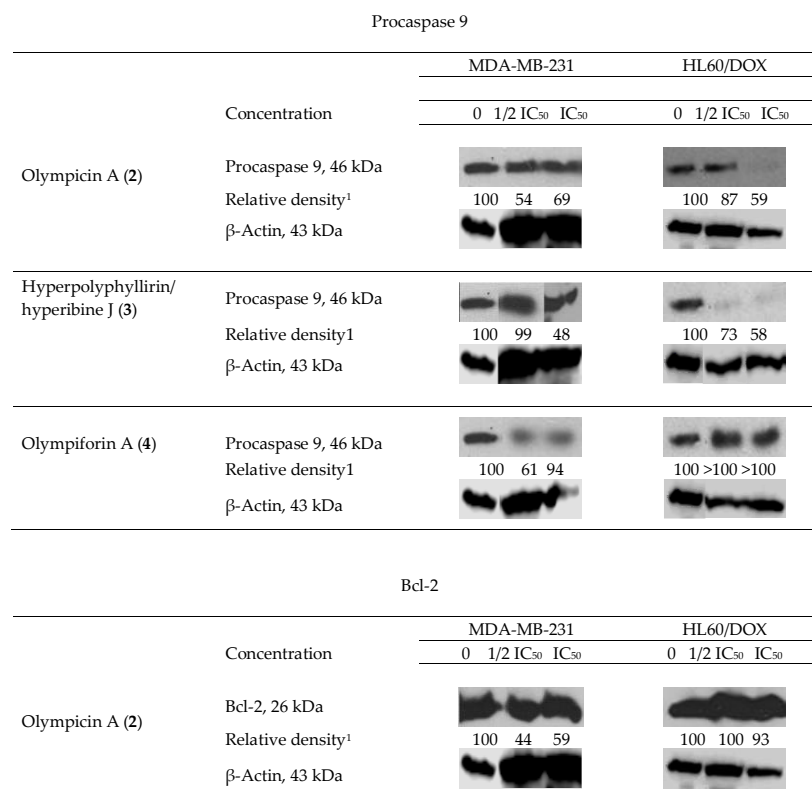 Procaspase 9
MDA-MB-231 HL60/DOX
Concentration 0 1/2 IC₅₀ IC₅₀ 0 1/2 IC₅₀ IC₅₀
Olympicin A (2)
Procaspase 9, 46 kDa
Relative density¹ 100 54 69 100 87 59
β-Actin, 43 kDa
Hyperpolyphyllirin/
hyperibine J (3)
Procaspase 9, 46 kDa
Relative density1 100 99 48 100 73 58
β-Actin, 43 kDa
Olympiforin A (4)
Procaspase 9, 46 kDa
Relative density1 100 61 94 100 >100 >100
β-Actin, 43 kDa
Bcl-2
MDA-MB-231 HL60/DOX
Concentration 0 1/2 IC₅₀ IC₅₀ 0 1/2 IC₅₀ IC₅₀
Olympicin A (2)
Bcl-2, 26 kDa
Relative density¹ 100 44 59 100 100 93
β-Actin, 43 kDa